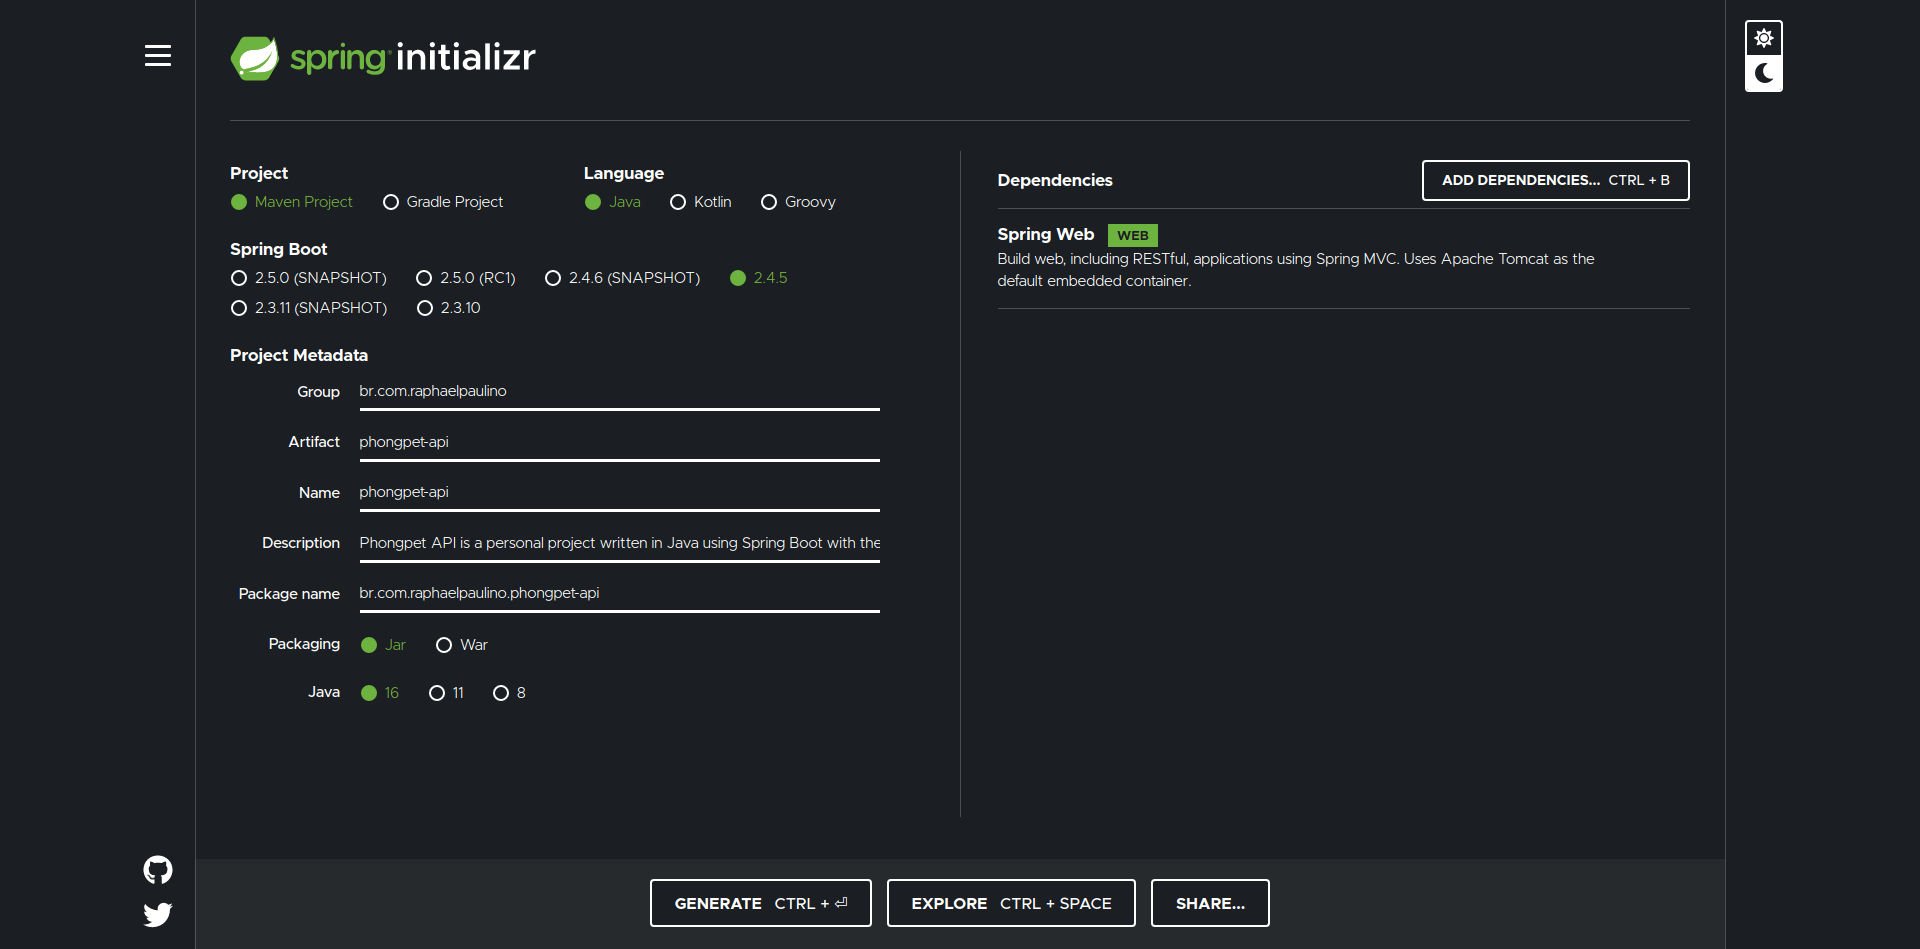 spring initializr
Project
Maven Project
Gradle Project
Language
Java
Kotlin
Groovy
Spring Boot
2.5.0 (SNAPSHOT)
2.5.0 (RC1)
2.4.6 (SNAPSHOT)
2.4.5
2.3.11 (SNAPSHOT)
2.3.10
Project Metadata
Group
br.com.raphaelpaulino
Artifact
phongpet-api
Name
phongpet-api
Description
Phongpet API is a personal project written in Java using Spring Boot with the
Package name
br.com.raphaelpaulino.phongpet-api
Packaging
Jar
War
Java
16
11
8
Dependencies
ADD DEPENDENCIES... CTRL + B
Spring Web WEB
Build web, including RESTful, applications using Spring MVC. Uses Apache Tomcat as the
default embedded container.
GENERATE CTRL + ⏎
EXPLORE CTRL + SPACE
SHARE...